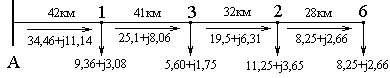 42км 1 41км 3 32км 2 28км 6
34,46+j11,14 25,1+j8,06 19,5+j6,31 8,25+j2,66
A 9,36+j3,08 5,60+j1,75 11,25+j3,65 8,25+j2,66